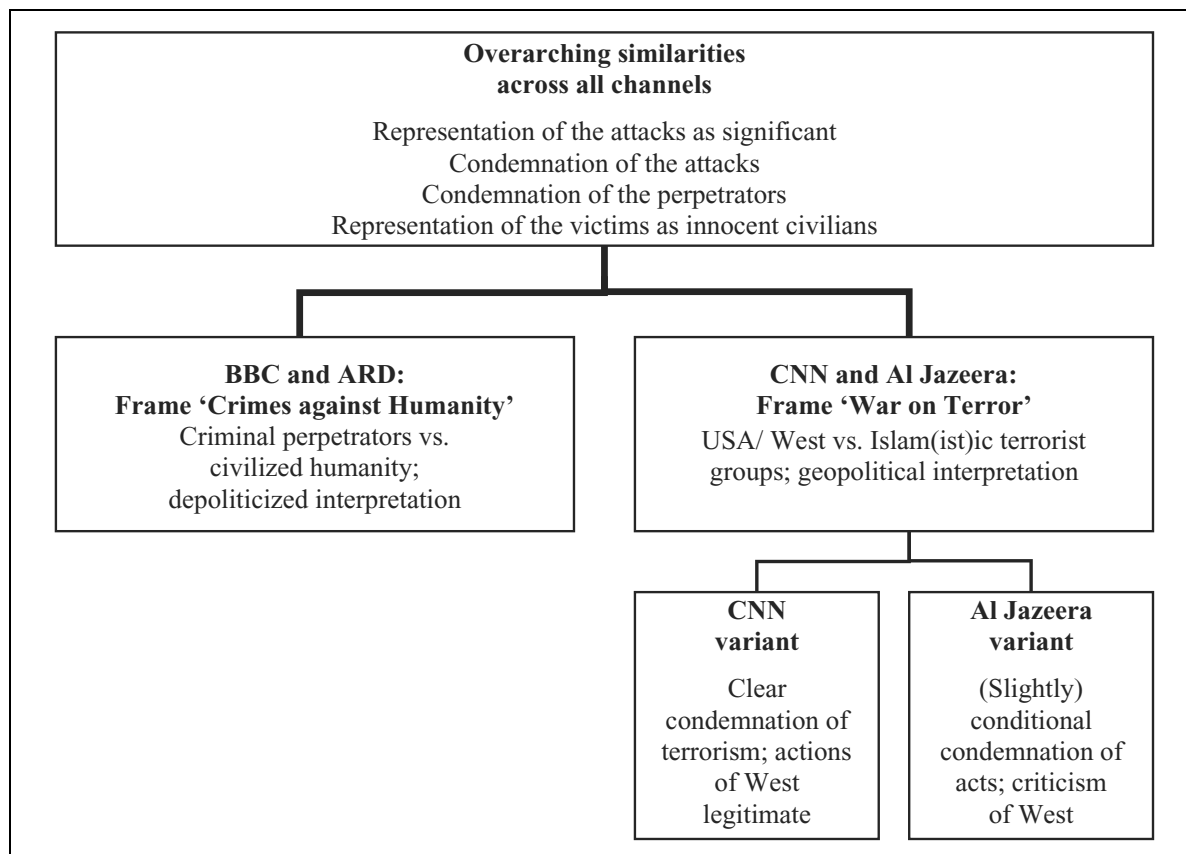 Overarching similarities
across all channels
Representation of the attacks as significant
Condemnation of the attacks
Condemnation of the perpetrators
Representation of the victims as innocent civilians
BBC and ARD:
Frame ‘Crimes against Humanity’
Criminal perpetrators vs.
civilized humanity;
depoliticized interpretation
CNN and Al Jazeera:
Frame ‘War on Terror’
USA/ West vs. Islam(ist)ic terrorist
groups; geopolitical interpretation
CNN
variant
Clear
condemnation of
terrorism; actions
of West
legitimate
Al Jazeera
variant
(Slightly)
conditional
condemnation of
acts; criticism
of West